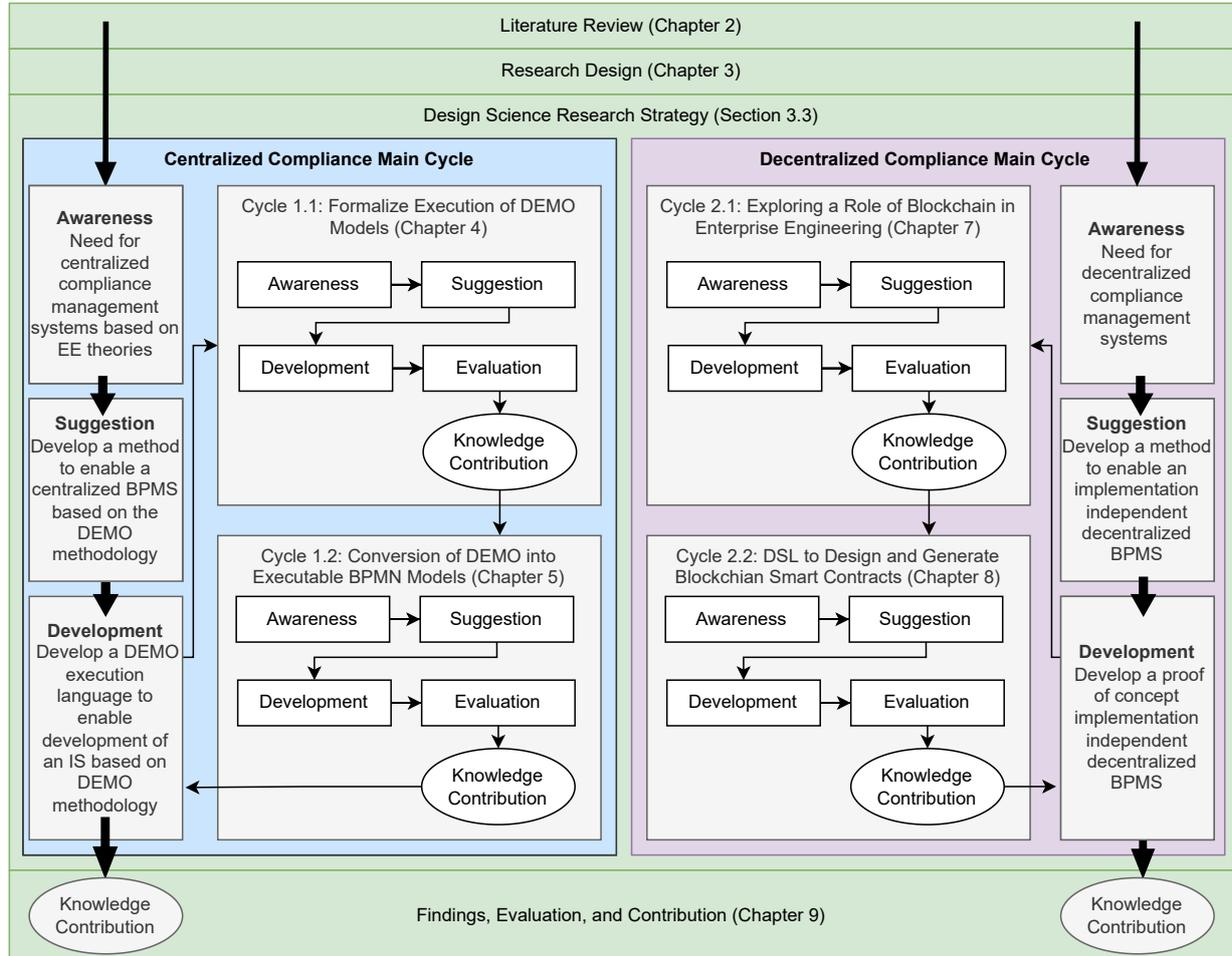 Literature Review (Chapter 2)
Research Design (Chapter 3)
Design Science Research Strategy (Section 3.3)
Centralized Compliance Main Cycle
Awareness
Need for
centralized
compliance
management
systems based on
EE theories
Suggestion
Develop a method
to enable a
centralized BPMS
based on the
DEMO
methodology
Development
Develop a DEMO
execution
language to
enable
development of
an IS based on
DEMO
methodology
Cycle 1.1: Formalize Execution of DEMO
Models (Chapter 4)
Awareness
Suggestion
Development
Evaluation
Knowledge
Contribution
Cycle 1.2: Conversion of DEMO into
Executable BPMN Models (Chapter 5)
Awareness
Suggestion
Development
Evaluation
Knowledge
Contribution
Decentralized Compliance Main Cycle
Cycle 2.1: Exploring a Role of Blockchain in
Enterprise Engineering (Chapter 7)
Awareness
Suggestion
Development
Evaluation
Knowledge
Contribution
Cycle 2.2: DSL to Design and Generate
Blockchian Smart Contracts (Chapter 8)
Awareness
Suggestion
Development
Evaluation
Knowledge
Contribution
Awareness
Need for
decentralized
compliance
management
systems
Suggestion
Develop a method
to enable an
implementation
independent
decentralized
BPMS
Development
Develop a proof
of concept
implementation
independent
decentralized
BPMS
Knowledge
Contribution
Findings, Evaluation, and Contribution (Chapter 9)
Knowledge
Contribution